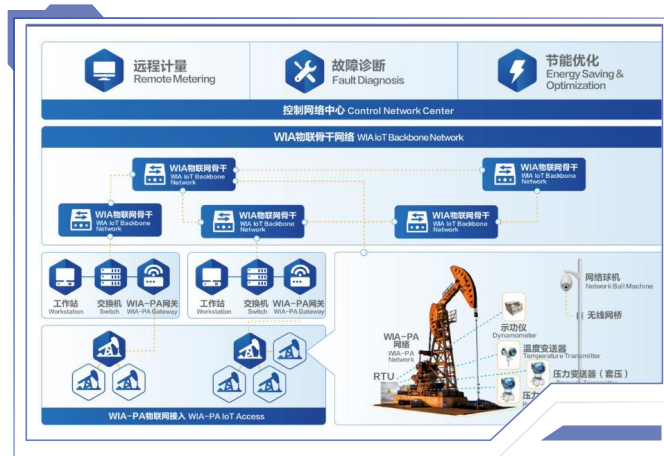 远程计量
Remote Metering
故障诊断
Fault Diagnosis
节能优化
Energy Saving &
Optimization
控制网络中心 Control Network Center
WIA物联骨干网络 WIA IoT Backbone Network
WIA物联网骨干
WIA IoT Backbone
Network
WIA物联网骨干
WIA IoT Backbone
Network
WIA物联网骨干
WIA IoT Backbone
Network
WIA物联网骨干
WIA IoT Backbone
Network
WIA物联网骨干
WIA IoT Backbone
Network
工作站
Workstation
交换机
Switch
WIA-PA网关
WIA-PA Gateway
工作站
Workstation
交换机
Switch
WIA-PA网关
WIA-PA Gateway
网络球机
Network Ball Machine
无线网桥
示功仪
Dynamometer
WIA-PA
网络
WIA-PA
Network
温度变送器
Temperature Transmitter
RTU
压力变送器(套压)
压力
WIA-PA物联网接入 WIA-PA IoT Access